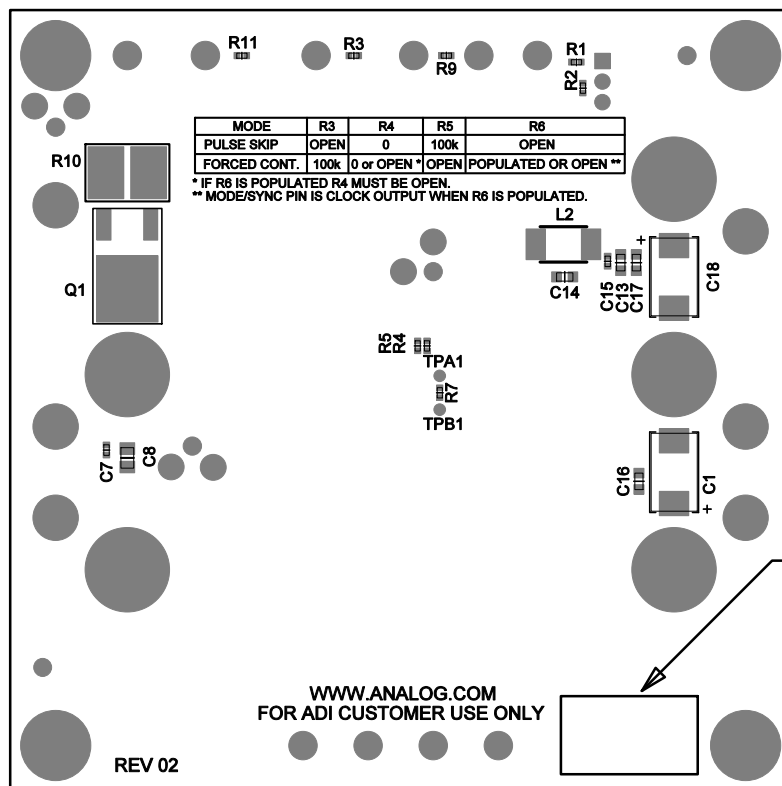 R11
R3
R9
R1
R2
MODE R3 R4 R5 R6
PULSE SKIP OPEN 0 100k OPEN
FORCED CONT. 100k 0 or OPEN * OPEN POPULATED OR OPEN **
* IF R6 IS POPULATED R4 MUST BE OPEN.
** MODE/SYNC PIN IS CLOCK OUTPUT WHEN R6 IS POPULATED.
R10
L2
+
Q1
C14
C15
C13
C17
C18
R5
R4
TPA1
R7
TPB1
C7
C8
C16
C1
+
WWW.ANALOG.COM
FOR ADI CUSTOMER USE ONLY
REV 02